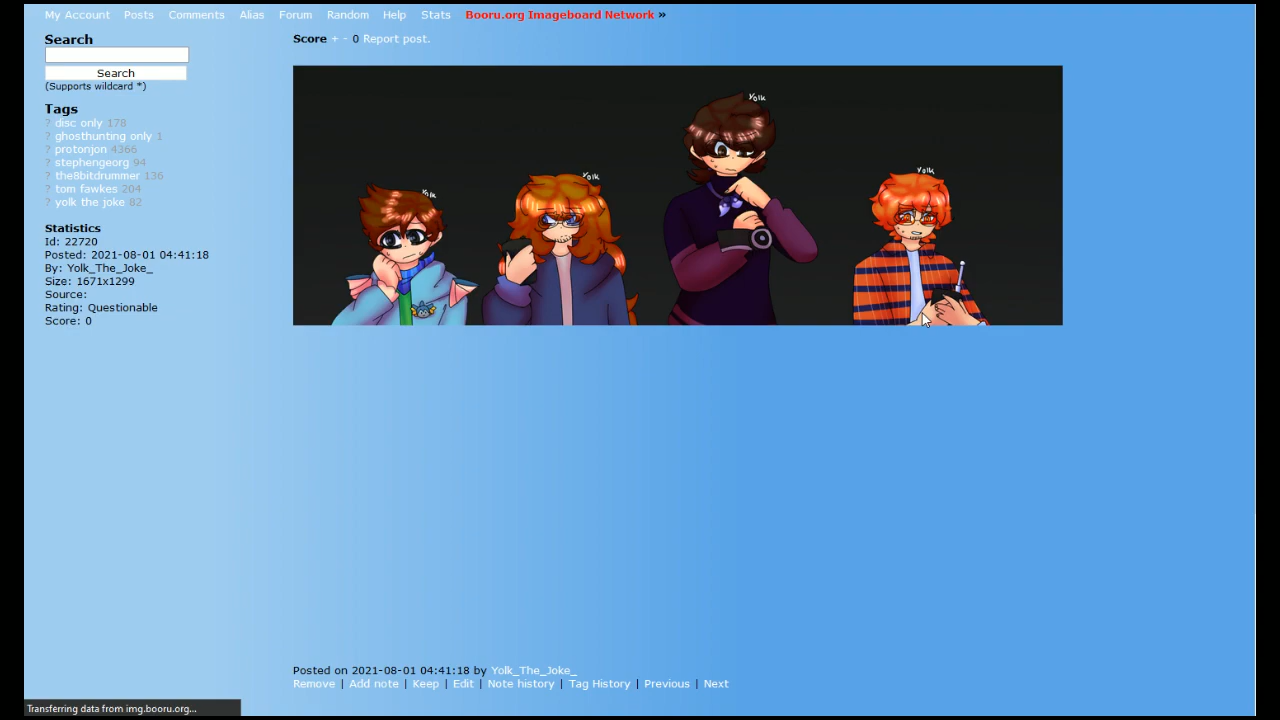 My Account Posts Comments Alias Forum Random Help Stats Booru.org Imageboard Network »
Search
Search
(Supports wildcard *)
Tags
? disc only 178
? ghosthunting only 1
? protonjon 4366
? stephengeorg 94
? the8bitdrummer 136
? tom fawkes 204
? yolk the joke 82
Statistics
Id: 22720
Posted: 2021-08-01 04:41:18
By: Yolk_The_Joke_
Size: 1671x1299
Source:
Rating: Questionable
Score: 0
Score + - 0 Report post.
Yolk
Yolk
Yolk
Yolk
Posted on 2021-08-01 04:41:18 by Yolk_The_Joke_
Remove | Add note | Keep | Edit | Note history | Tag History | Previous | Next
Transferring data from img.booru.org...